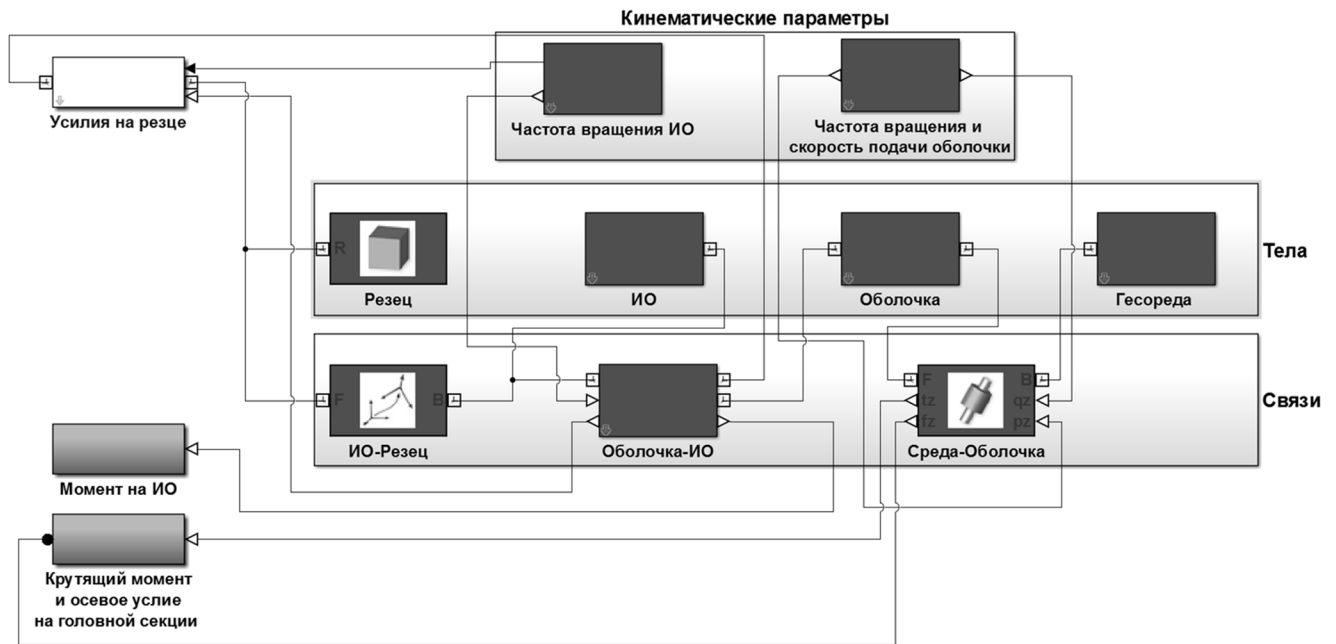 Кинематические параметры
Усилия на резце
Частота вращения ИО
Частота вращения и
скорость подачи оболочки
R
Резец
ИО
Оболочка
Гесореда
Тела
F
B
ИО-Резец
Оболочка-ИО
F
B
tz
qz
fz
pz
Среда-Оболочка
Связи
Момент на ИО
Крутящий момент
и осевое услие
на головной секции